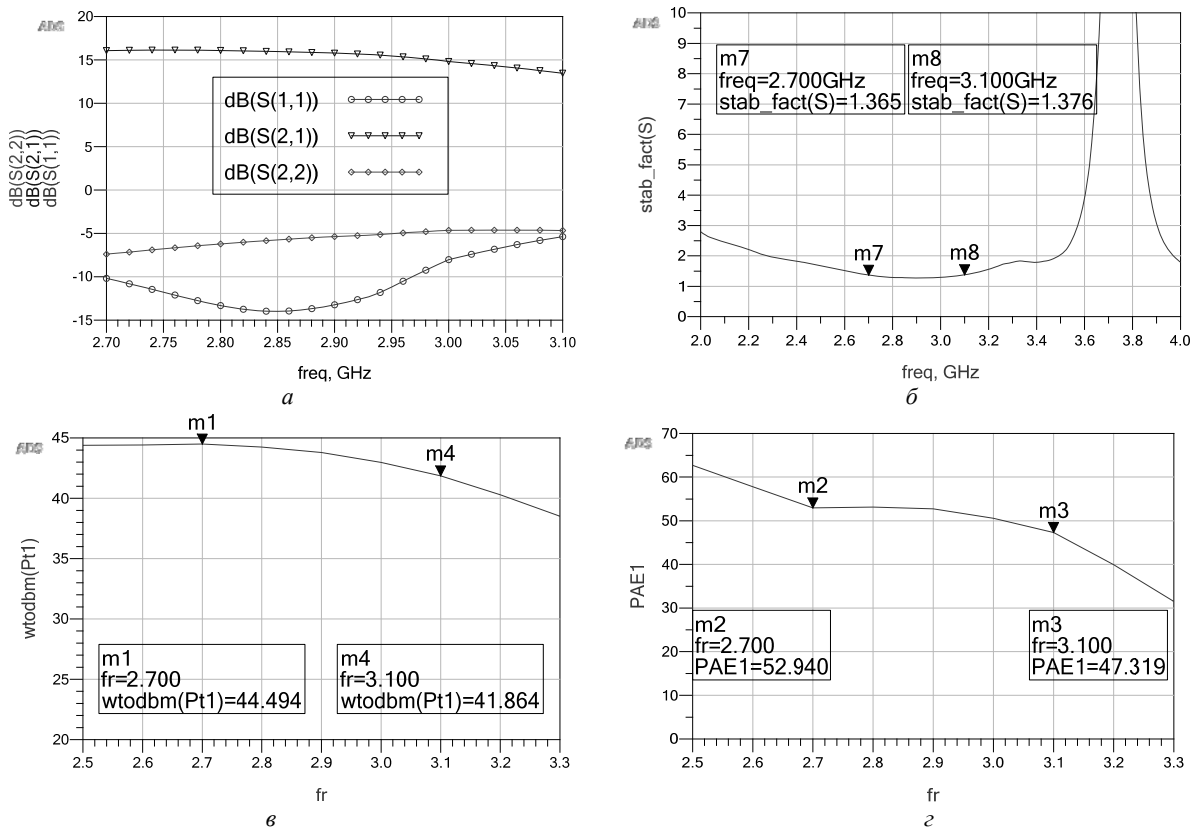 ADS
20
15
10
5
0
-5
-10
-15
dB(S(2,2))
dB(S(2,1))
dB(S(1,1))
dB(S(1,1))
dB(S(2,1))
dB(S(2,2))
2.70 2.75 2.80 2.85 2.90 2.95 3.00 3.05 3.10
freq, GHz
а
ADS
10
9
8
7
6
5
4
3
2
1
0
stab_fact(S)
m7
freq=2.700GHz
stab_fact(S)=1.365
m8
freq=3.100GHz
stab_fact(S)=1.376
m7
m8
2.0 2.2 2.4 2.6 2.8 3.0 3.2 3.4 3.6 3.8 4.0
freq, GHz
б
ADS
45
40
35
30
25
20
wtodbm(Pt1)
m1
m4
m1
fr=2.700
wtodbm(Pt1)=44.494
m4
fr=3.100
wtodbm(Pt1)=41.864
2.5 2.6 2.7 2.8 2.9 3.0 3.1 3.2 3.3
fr
в
ADS
70
60
50
40
30
20
10
0
PAE1
m2
m3
m2
fr=2.700
PAE1=52.940
m3
fr=3.100
PAE1=47.319
2.5 2.6 2.7 2.8 2.9 3.0 3.1 3.2 3.3
fr
г